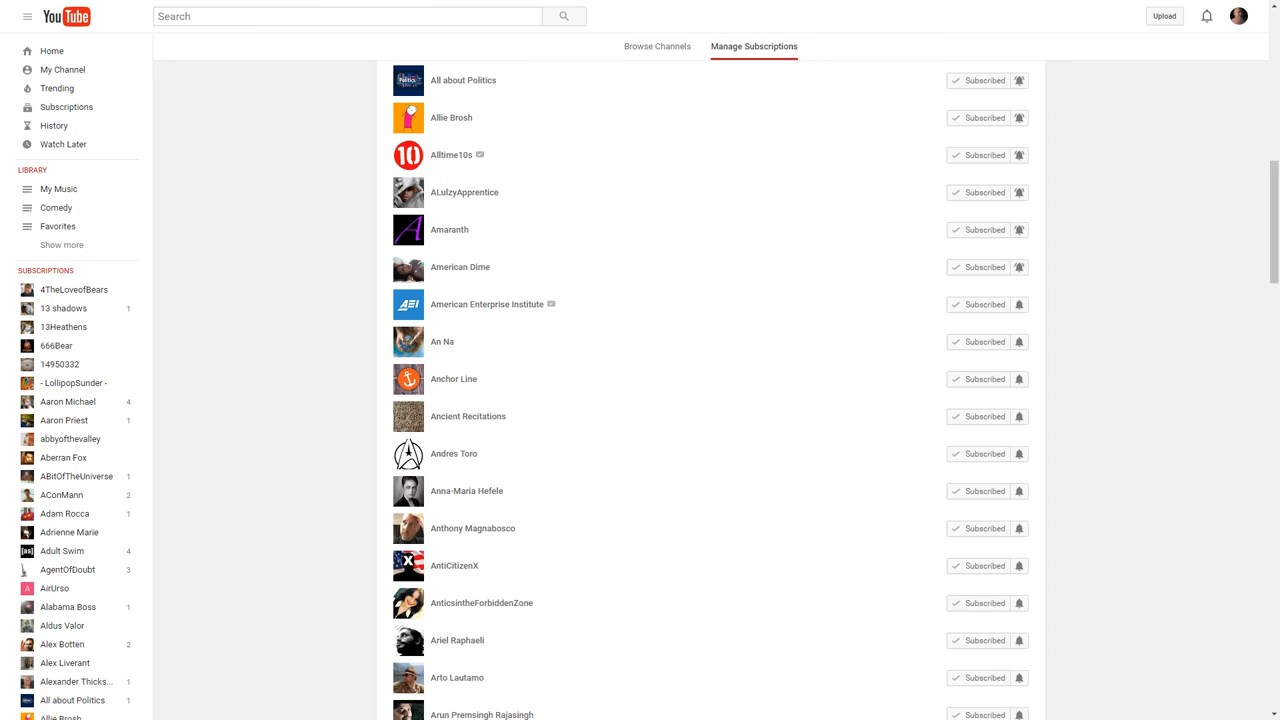 YouTube
Search
Upload
Browse Channels
Manage Subscriptions
Home
My Channel
Trending
Subscriptions
History
Watch Later
LIBRARY
My Music
Comedy
Favorites
Show more
SUBSCRIPTIONS
4TheLoveofBears
13 shadows 1
13Heathens
666Bear
14950332
- LollipopSunder -
Aaron Michael 4
Aaron Priest 1
abbyofthevalley
Aberran Fox
ABitOfTheUniverse 1
AConMann 2
Adam Rocca 1
Adrienne Marie
[as] Adult Swim 4
AgentOfDoubt 3
A AirUrso
Alabama Boss 1
Aldus Valor
Alex Botten 2
Alex Liverant
Alexander Thicks... 1
All about Politics 1
Allie Brosh
Politics All about Politics Subscribed
Allie Brosh Subscribed
10 Alltime10s Subscribed
ALulzyApprentice Subscribed
A Amaranth Subscribed
American Dime Subscribed
AEI American Enterprise Institute Subscribed
An Na Subscribed
Anchor Line Subscribed
Ancient Recitations Subscribed
Andres Toro Subscribed
Anna-Maria Hefele Subscribed
Anthony Magnabosco Subscribed
X AntiCitizenX Subscribed
AnticsintheForbiddenZone Subscribed
Ariel Raphaeli Subscribed
Arto Lautamo Subscribed
Arun Premsingh Rajasingh Subscribed